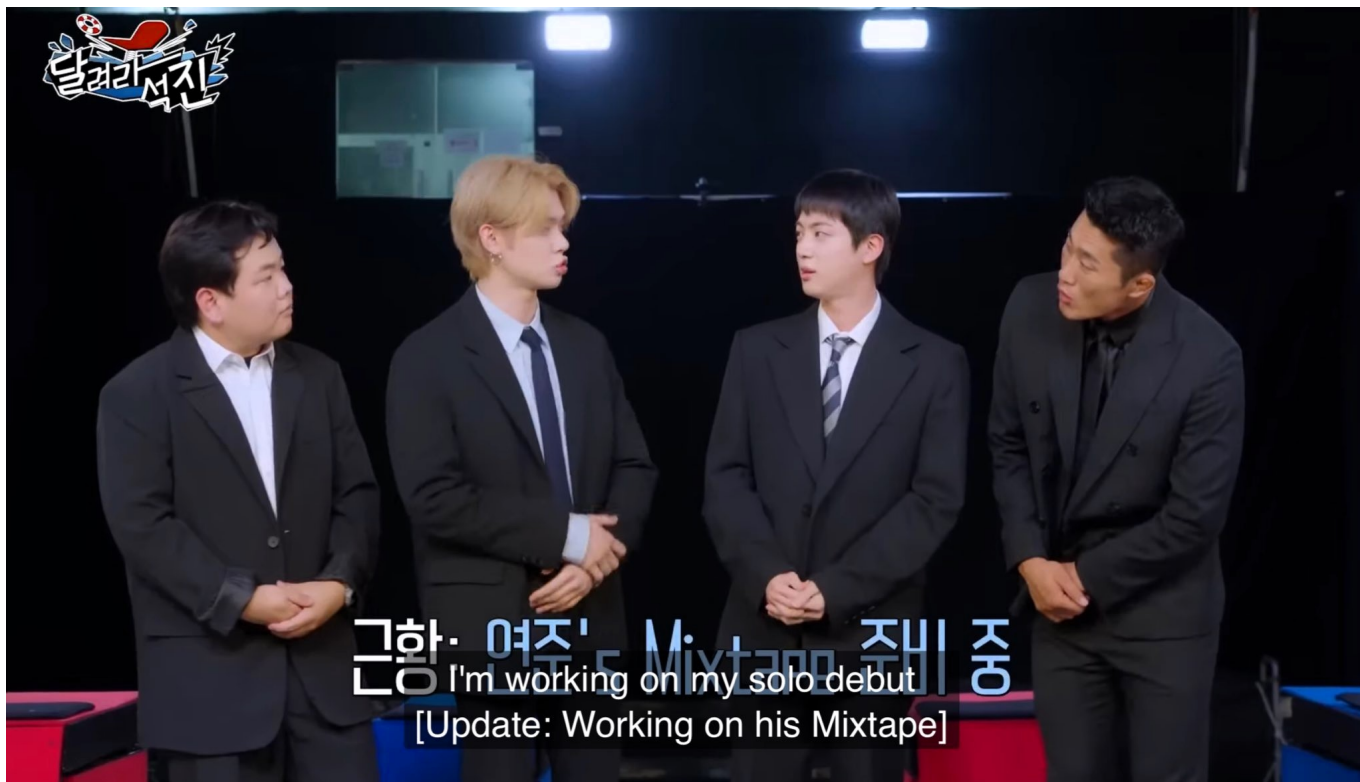 달려라
석진
근황: 연준's Mixtape 준비 중
I'm working on my solo debut
[Update: Working on his Mixtape]